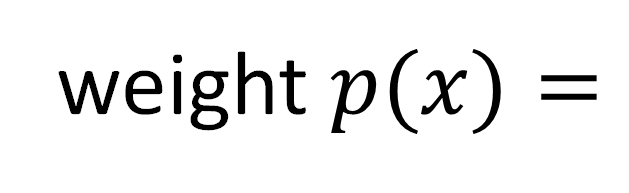 weight p(x) =